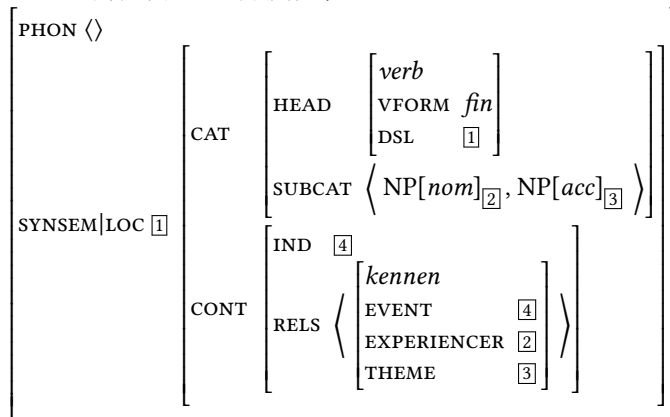 PHON ⟨⟩
SYNSEM|LOC 1
CAT
HEAD
verb
VFORM fin
DSL 1
SUBCAT ⟨ NP[nom]2, NP[acc]3 ⟩
CONT
IND 4
RELS ⟨
kennen
EVENT 4
EXPERIENCER 2
THEME 3
⟩